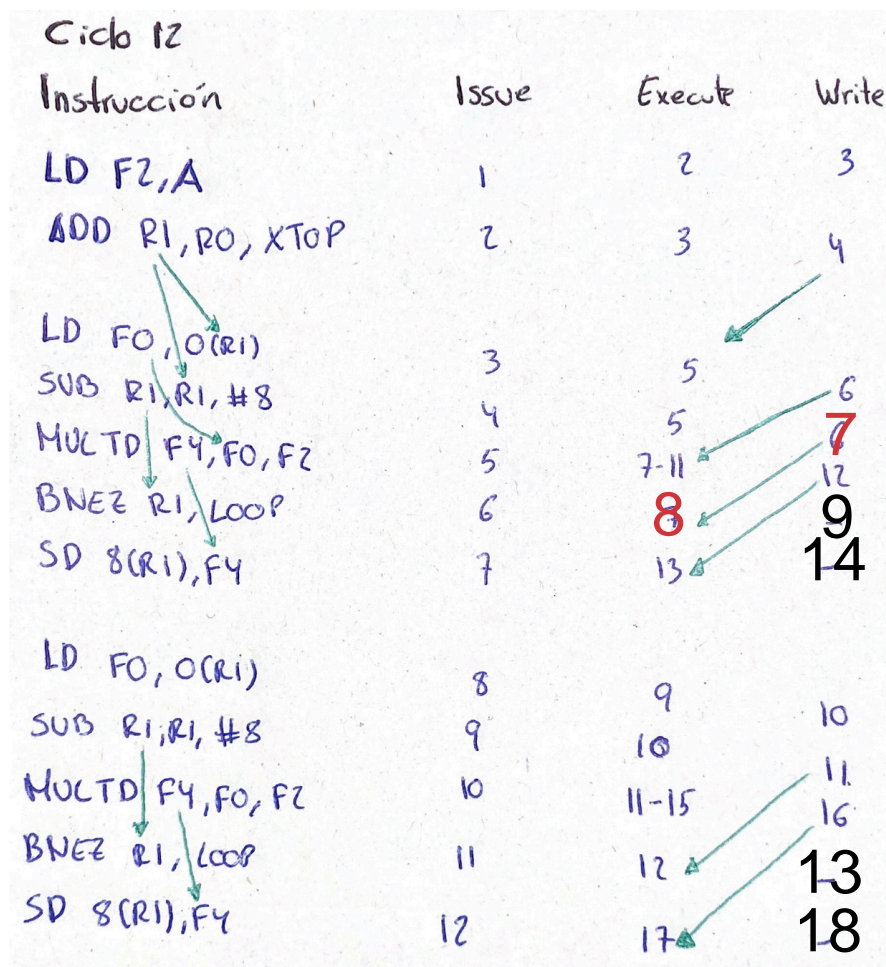 Ciclo 12
Instrucción Issue Execute Write
LD F2,A 1 2 3
ADD R1,R0,XTOP 2 3 4
LD F0,0(R1) 3 5 6
SUB R1,R1,#8 4 5 7
MULTD F4,F0,F2 5 7-11 12
BNEZ R1,LOOP 6 8 9
SD 8(R1),F4 7 13 14
LD F0,0(R1) 8 9 10
SUB R1,R1,#8 9 10 11
MULTD F4,F0,F2 10 11-15 16
BNEZ R1,LOOP 11 12 13
SD 8(R1),F4 12 17 18